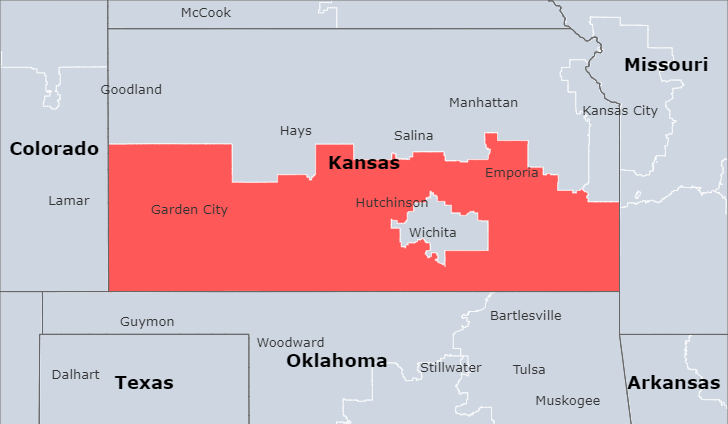 McCook
Missouri
Goodland
Manhattan
Kansas City
Hays
Salina
Colorado
Kansas
Emporia
Lamar
Garden City
Hutchinson
Wichita
Guymon
Bartlesville
Woodward
Oklahoma
Stillwater
Tulsa
Dalhart
Texas
Arkansas
Muskogee